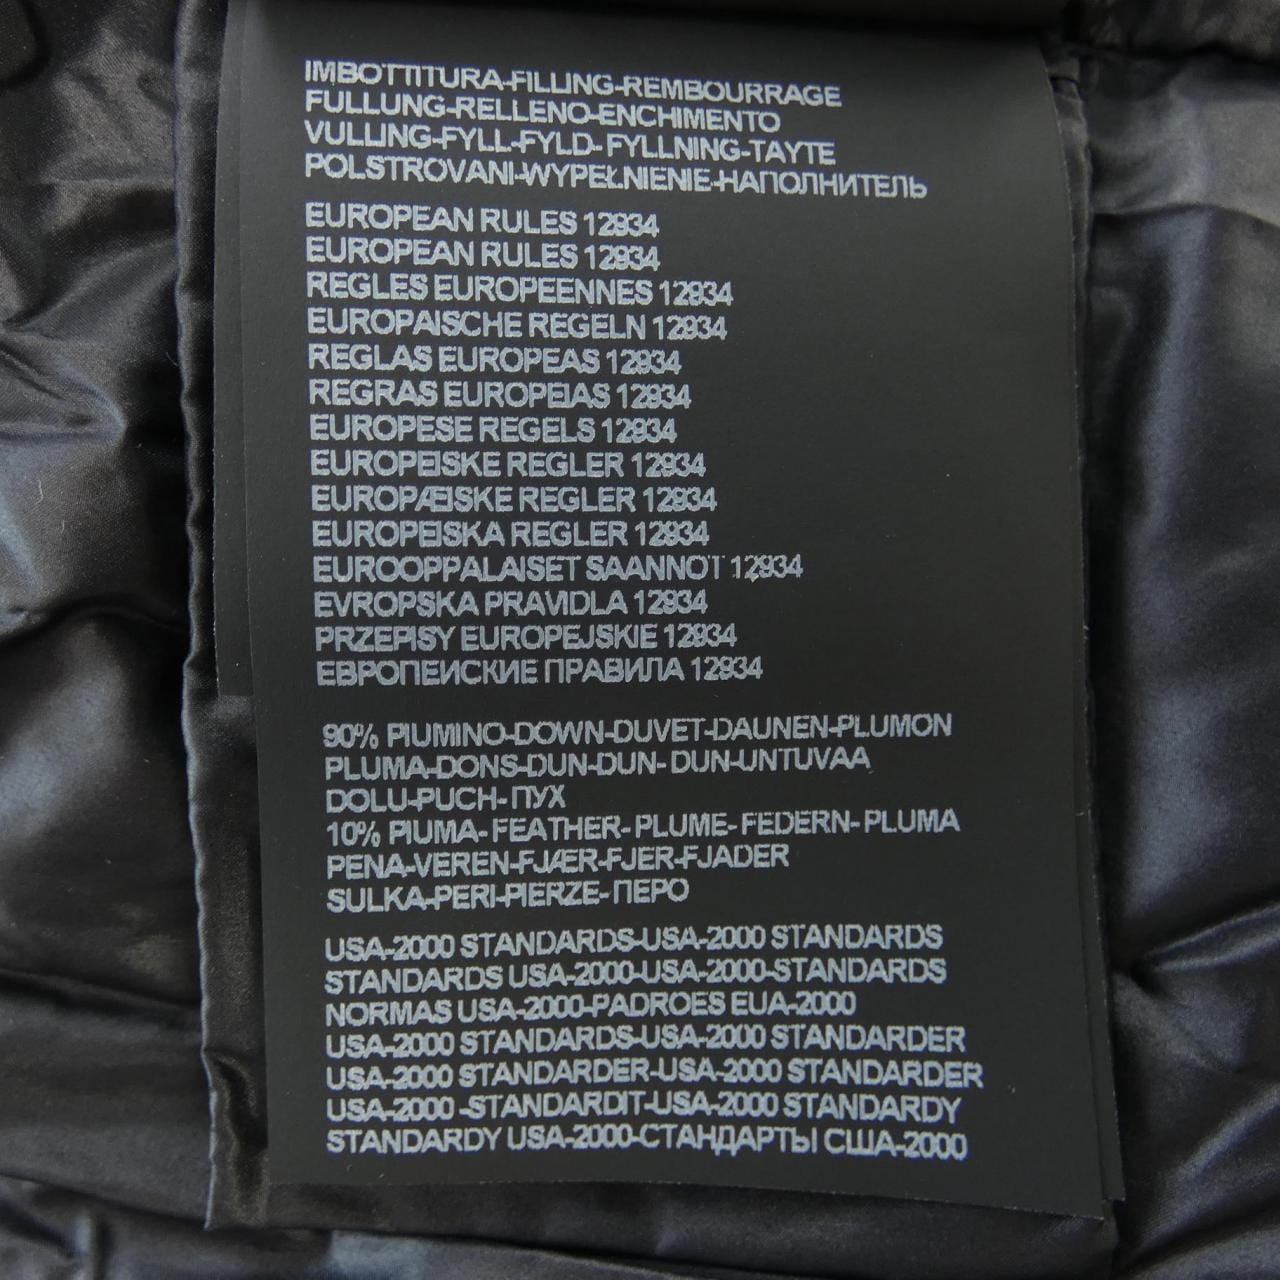 IMBOTTITURA-FILLING-REMBOURRAGE
FULLUNG-RELLENO-ENCHIMENTO
VULLING-FYLL-FYLD- FYLLNING-TAYTE
POLSTROVANI-WYPEŁNIENIE-НАПОЛНИТЕЛЬ
EUROPEAN RULES 12934
EUROPEAN RULES 12934
REGLES EUROPEENNES 12934
EUROPAISCHE REGELN 12934
REGLAS EUROPEAS 12934
REGRAS EUROPEIAS 12934
EUROPESE REGELS 12934
EUROPEISKE REGLER 12934
EUROPÆISKE REGLER 12934
EUROPEISKA REGLER 12934
EUROOPPALAISET SAANNOT 12934
EVROPSKA PRAVIDLA 12934
PRZEPISY EUROPEJSKIE 12934
ЕВРОПЕИСКИЕ ПРАВИЛА 12934
90% PIUMINO-DOWN-DUVET-DAUNEN-PLUMON
PLUMA-DONS-DUN-DUN- DUN-UNTUVAA
DOLU-PUCH- ПУХ
10% PIUMA- FEATHER- PLUME- FEDERN- PLUMA
PENA-VEREN-FJÆR-FJER-FJADER
SULKA-PERI-PIERZE- ПЕРО
USA-2000 STANDARDS-USA-2000 STANDARDS
STANDARDS USA-2000-USA-2000-STANDARDS
NORMAS USA-2000-PADROES EUA-2000
USA-2000 STANDARDS-USA-2000 STANDARDER
USA-2000 STANDARDER-USA-2000 STANDARDER
USA-2000 -STANDARDIT-USA-2000 STANDARDY
STANDARDY USA-2000-СТАНДАРТЫ США-2000